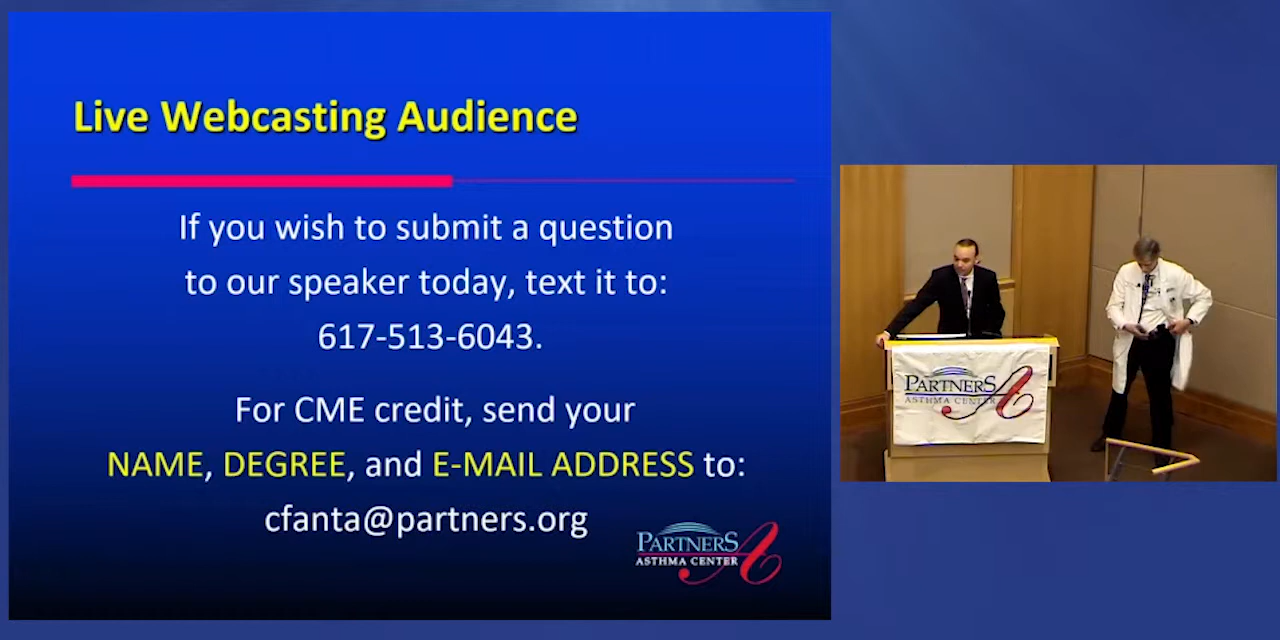 Live Webcasting Audience
If you wish to submit a question
to our speaker today, text it to:
617-513-6043.
For CME credit, send your
NAME, DEGREE, and E-MAIL ADDRESS to:
cfanta@partners.org
PARTNERS A
ASTHMA CENTER
PARTNERS A
ASTHMA CENTER